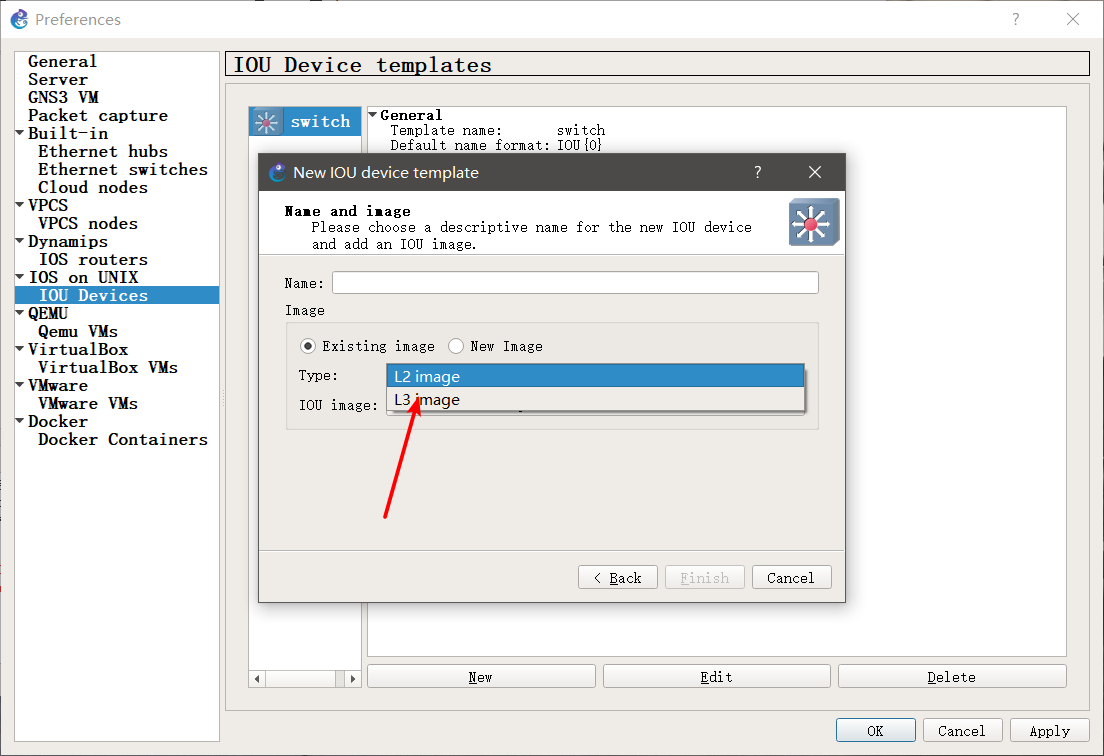 Preferences
?
General
Server
GNS3 VM
Packet capture
Built-in
Ethernet hubs
Ethernet switches
Cloud nodes
VPCS
VPCS nodes
Dynamips
IOS routers
IOS on UNIX
IOU Devices
QEMU
Qemu VMs
VirtualBox
VirtualBox VMs
VMware
VMware VMs
Docker
Docker Containers
IOU Device templates
switch
General
Template name: switch
Default name format: IOU{0}
New IOU device template
?
Name and image
Please choose a descriptive name for the new IOU device
and add an IOU image.
Name:
Image
Existing image New Image
Type: L2 image
L3 image
IOU image:
< Back Finish Cancel
New Edit Delete
OK Cancel Apply